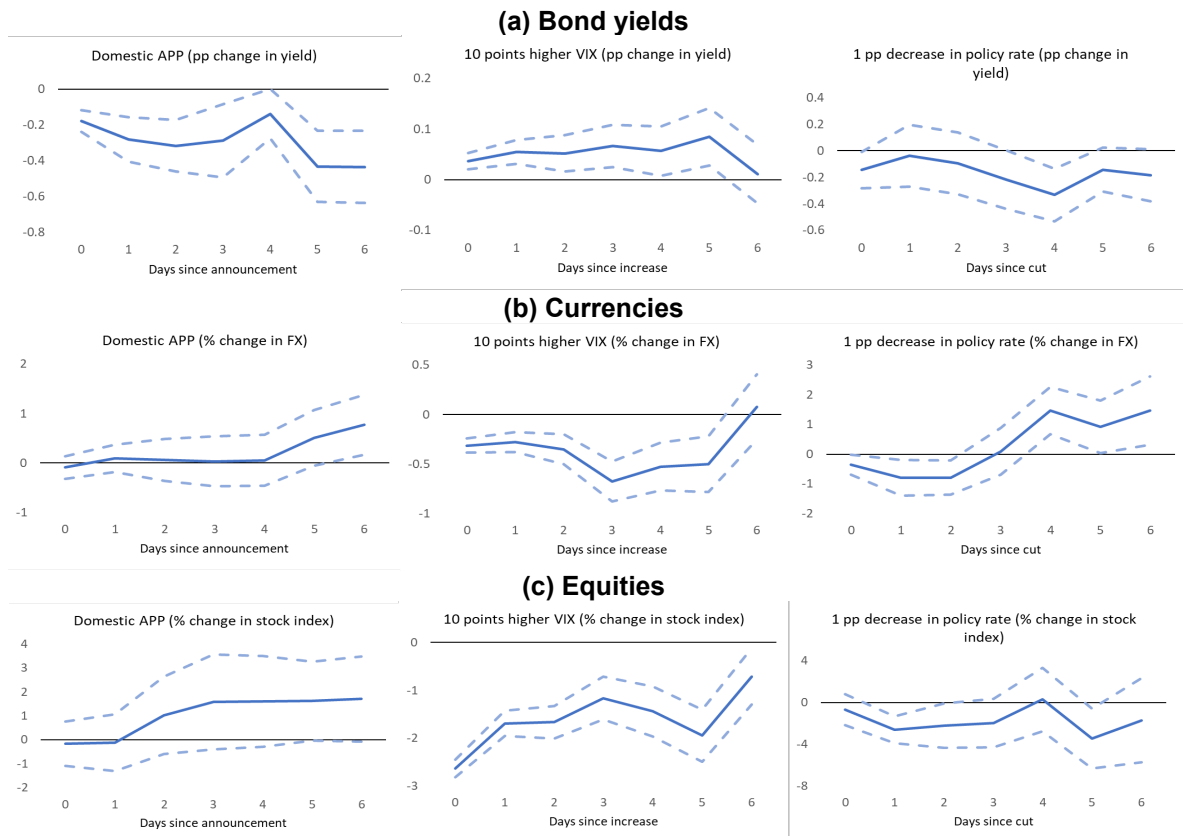 (a) Bond yields
Domestic APP (pp change in yield)
0
-0.2
-0.4
-0.6
-0.8
0 1 2 3 4 5 6
Days since announcement
10 points higher VIX (pp change in yield)
0.2
0.1
0
-0.1
0 1 2 3 4 5 6
Days since increase
1 pp decrease in policy rate (pp change in
yield)
0.4
0.2
0
-0.2
-0.4
-0.6
0 1 2 3 4 5 6
Days since cut
(b) Currencies
Domestic APP (% change in FX)
2
1
0
-1
0 1 2 3 4 5 6
Days since announcement
10 points higher VIX (% change in FX)
0.5
0
-0.5
-1
0 1 2 3 4 5 6
Days since increase
1 pp decrease in policy rate (% change in FX)
3
2
1
0
-1
-2
0 1 2 3 4 5 6
Days since cut
(c) Equities
Domestic APP (% change in stock index)
4
3
2
1
0
-1
-2
0 1 2 3 4 5 6
Days since announcement
10 points higher VIX (% change in stock index)
0
-1
-2
-3
0 1 2 3 4 5 6
Days since increase
1 pp decrease in policy rate (% change in stock
index)
4
0
-4
-8
0 1 2 3 4 5 6
Days since cut